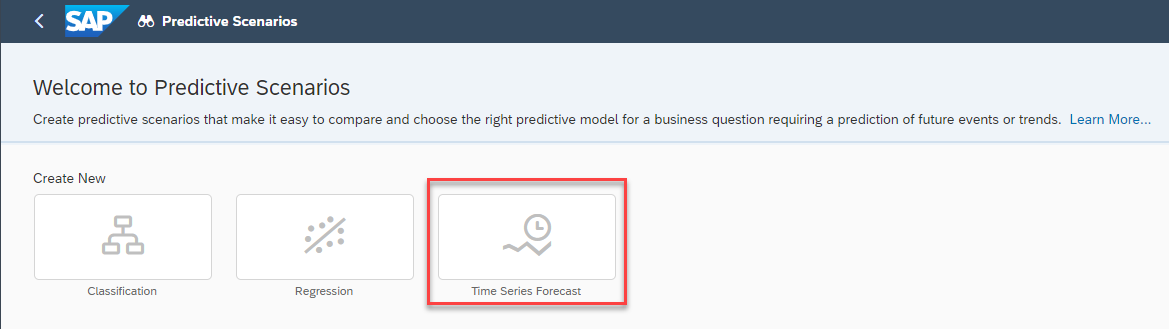 SAP Predictive Scenarios
Welcome to Predictive Scenarios
Create predictive scenarios that make it easy to compare and choose the right predictive model for a business question requiring a prediction of future events or trends. Learn More...
Create New
Classification Regression Time Series Forecast